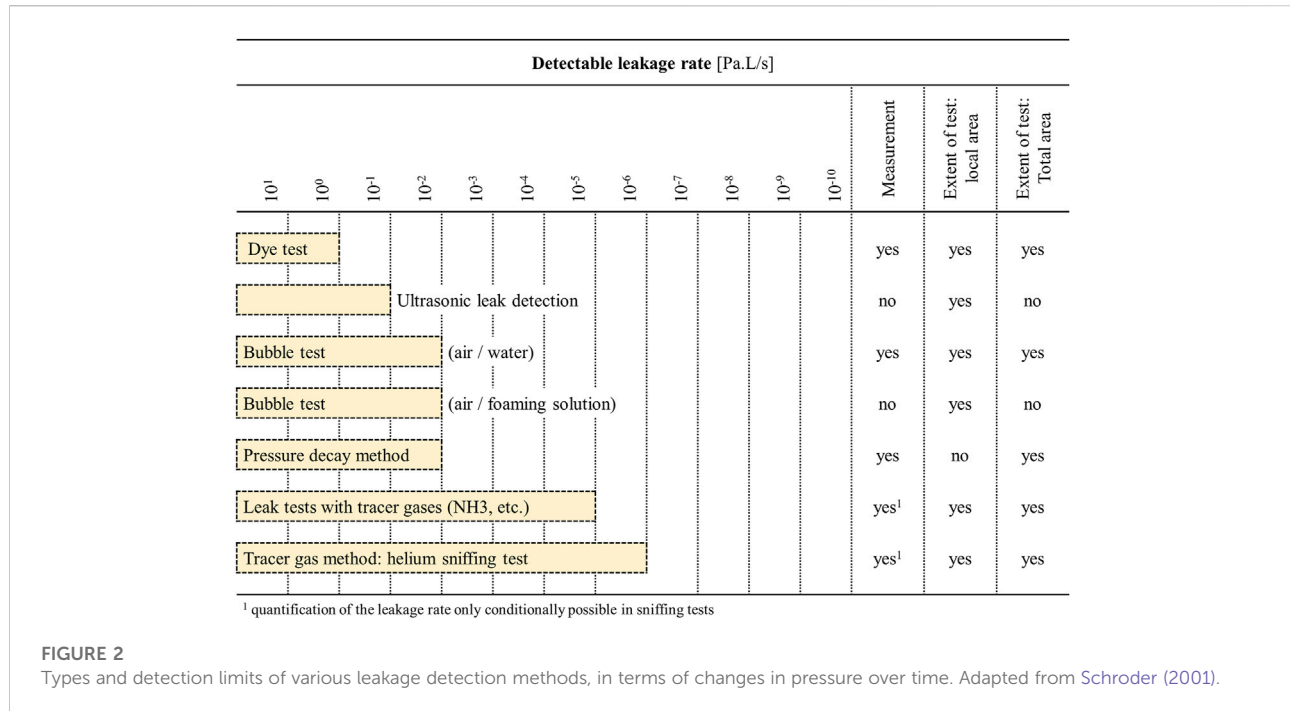 Detectable leakage rate [Pa.L/s]
10¹ 10⁰ 10⁻¹ 10⁻² 10⁻³ 10⁻⁴ 10⁻⁵ 10⁻⁶ 10⁻⁷ 10⁻⁸ 10⁻⁹ 10⁻¹⁰ Measurement Extent of test: local area Extent of test: Total area
Dye test yes yes yes
Ultrasonic leak detection no yes no
Bubble test (air / water) yes yes yes
Bubble test (air / foaming solution) no yes no
Pressure decay method yes no yes
Leak tests with tracer gases (NH3, etc.) yes¹ yes yes
Tracer gas method: helium sniffing test yes¹ yes yes
¹ quantification of the leakage rate only conditionally possible in sniffing tests
FIGURE 2
Types and detection limits of various leakage detection methods, in terms of changes in pressure over time. Adapted from Schroder (2001).